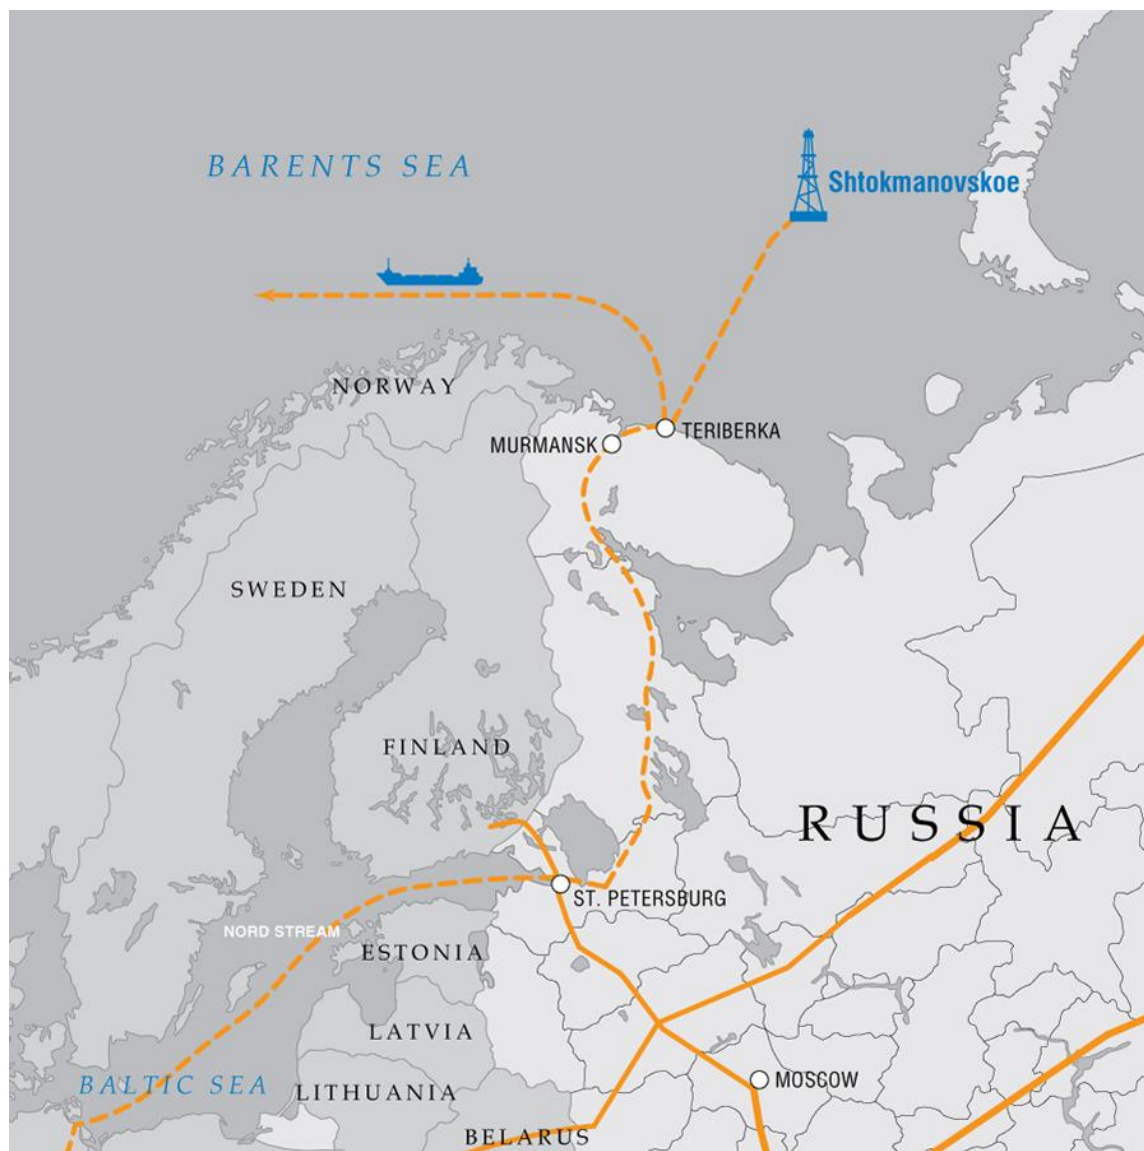 BARENTS SEA
Shtokmanovskoe
NORWAY
MURMANSK
TERIBERKA
SWEDEN
FINLAND
RUSSIA
ST. PETERSBURG
NORD STREAM
ESTONIA
LATVIA
BALTIC SEA
LITHUANIA
MOSCOW
BELARUS